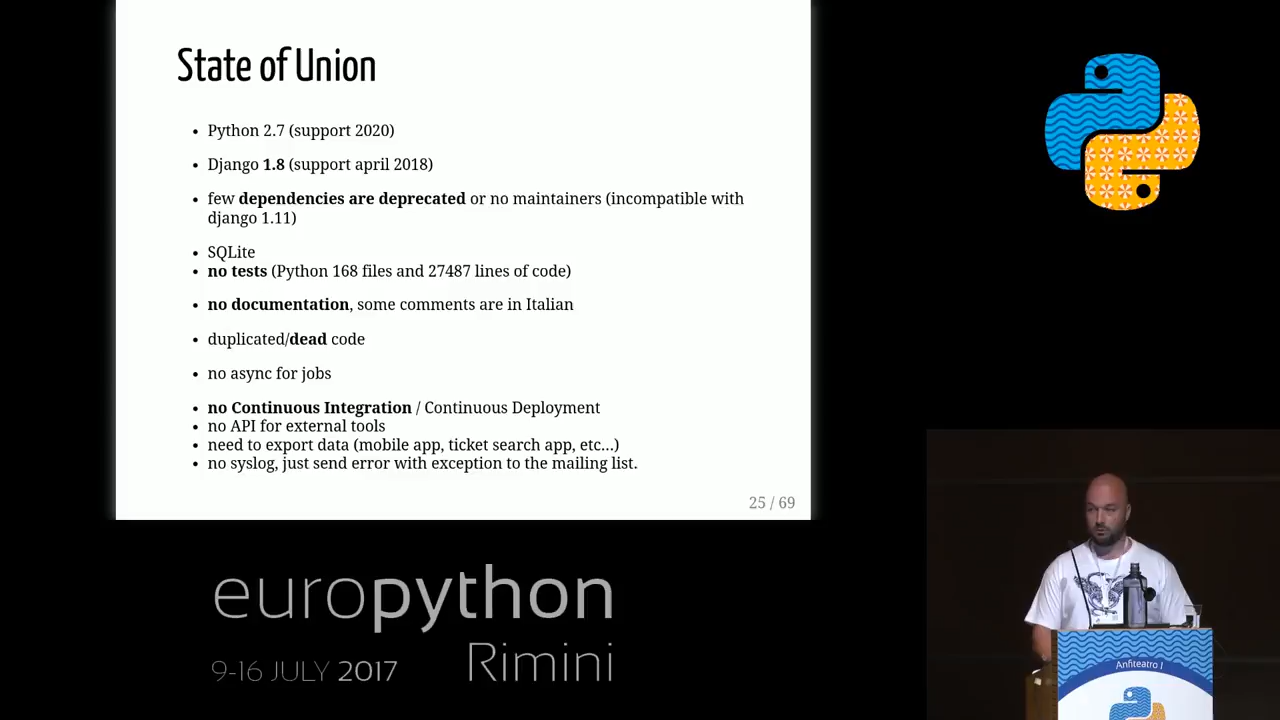 State of Union
• Python 2.7 (support 2020)
• Django 1.8 (support april 2018)
• few dependencies are deprecated or no maintainers (incompatible with
django 1.11)
• SQLite
• no tests (Python 168 files and 27487 lines of code)
• no documentation, some comments are in Italian
• duplicated/dead code
• no async for jobs
• no Continuous Integration / Continuous Deployment
• no API for external tools
• need to export data (mobile app, ticket search app, etc...)
• no syslog, just send error with exception to the mailing list.
25 / 69
europython
9-16 JULY 2017 Rimini
Anfiteatro 1